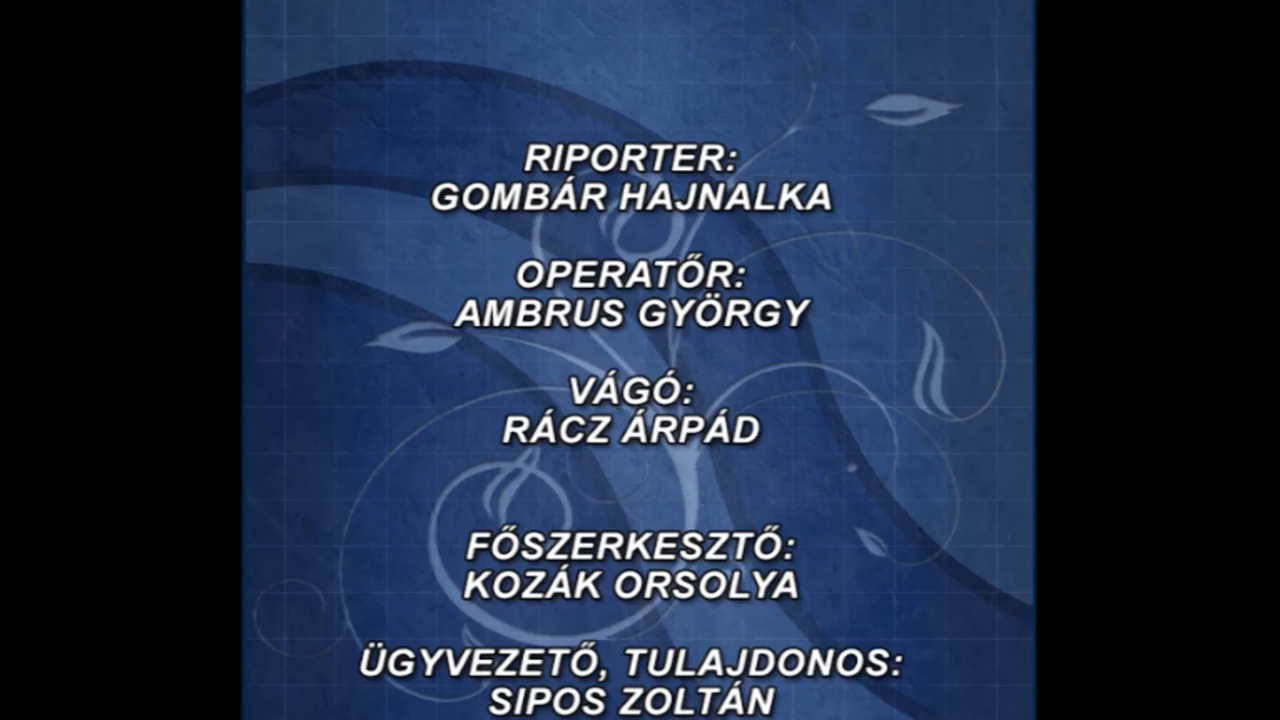 RIPORTER:
GOMBÁR HAJNALKA
OPERATŐR:
AMBRUS GYÖRGY
VÁGÓ:
RÁCZ ÁRPÁD
FŐSZERKESZTŐ:
KOZÁK ORSOLYA
ÜGYVEZETŐ, TULAJDONOS:
SIPOS ZOLTÁN